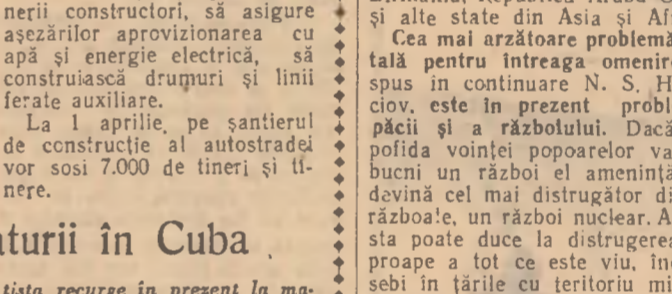 nerii constructori, să asigure
așezărilor aprovizionarea cu
apă și energie electrică, să
construiască drumuri și linii
ferate auxiliare.
La 1 aprilie, pe șantierul
de construcție al autostradei
vor sosi 7.000 de tineri și ti-
nere.
aturii în Cuba
tista recurge în prezent la ma-
și alte state din Asia și Af
Cea mai arzătoare problemă
tală pentru întreaga omenire
spus in continuare N. S. H
ciov, este în prezent probl
păcii și a războlului. Dacă
pofida voinței popoarelor va
bucni un război el amenință
devină cel mai distrugător di
războaie, un război nuclear. A
sta poate duce la distrugerea
proape a tot ce este viu, în
sebi în țările cu teritoriu m